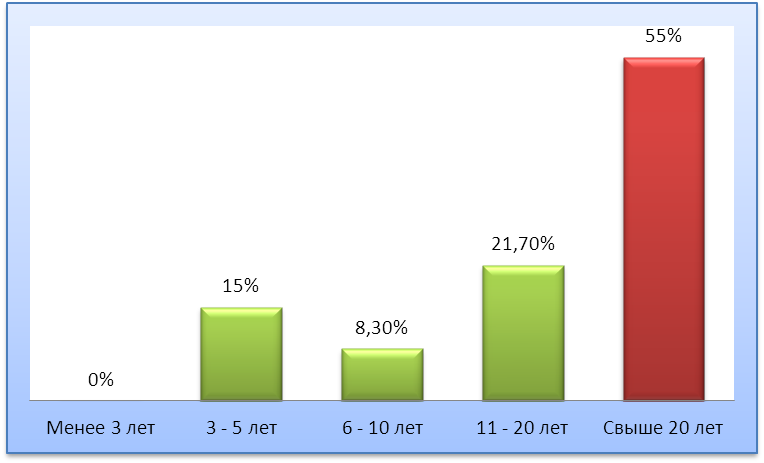 55%
21,70%
15%
8,30%
0%
Менее 3 лет
3 - 5 лет
6 - 10 лет
11 - 20 лет
Свыше 20 лет